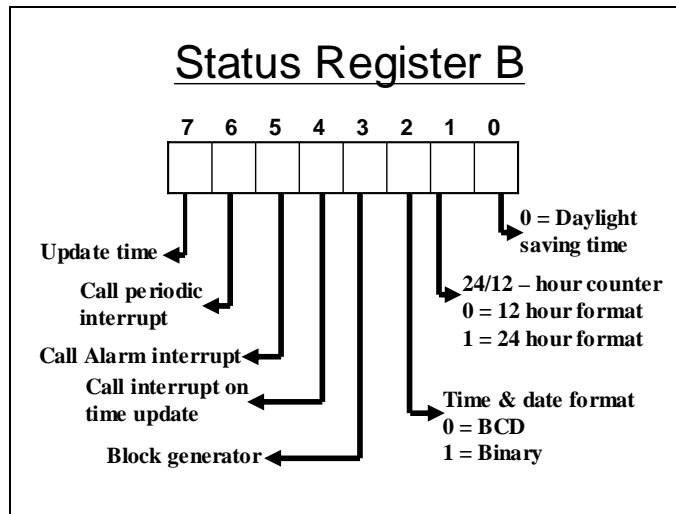 Status Register B
7 6 5 4 3 2 1 0
0 = Daylight
saving time
Update time
24/12 – hour counter
0 = 12 hour format
1 = 24 hour format
Call periodic
interrupt
Call Alarm interrupt
Call interrupt on
time update
Time & date format
0 = BCD
1 = Binary
Block generator